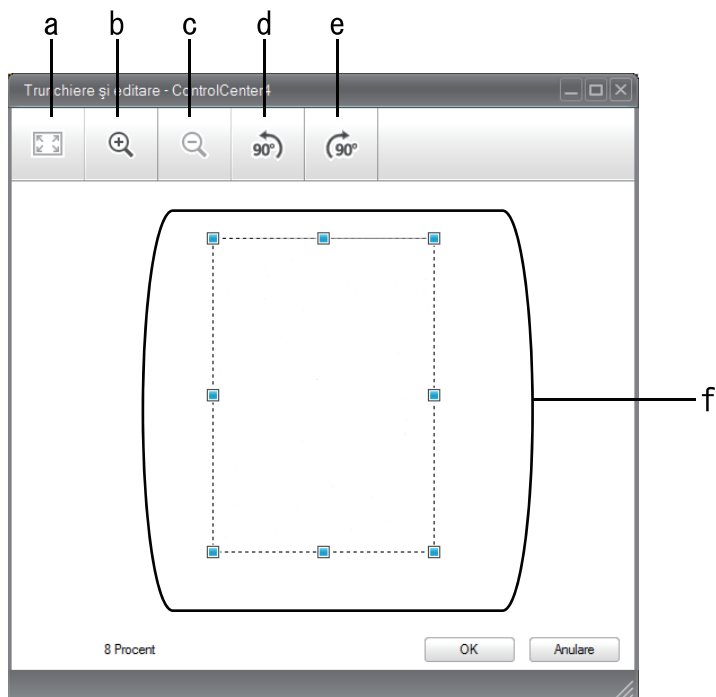 a b c d e
Trunchiere și editare - ControlCenter4
90° 90°
f
8 Procent OK Anulare